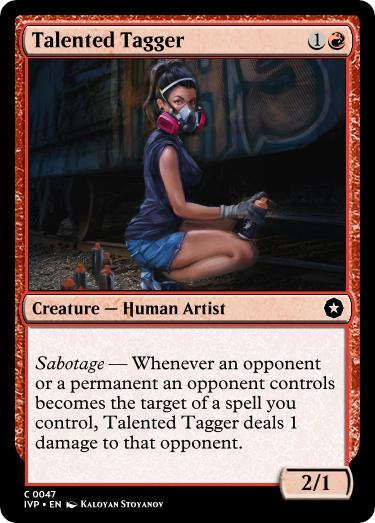 Talented Tagger 1
Creature — Human Artist
Sabotage — Whenever an opponent
or a permanent an opponent controls
becomes the target of a spell you
control, Talented Tagger deals 1
damage to that opponent.
2/1
C 0047
IVP • EN Kaloyan Stoyanov